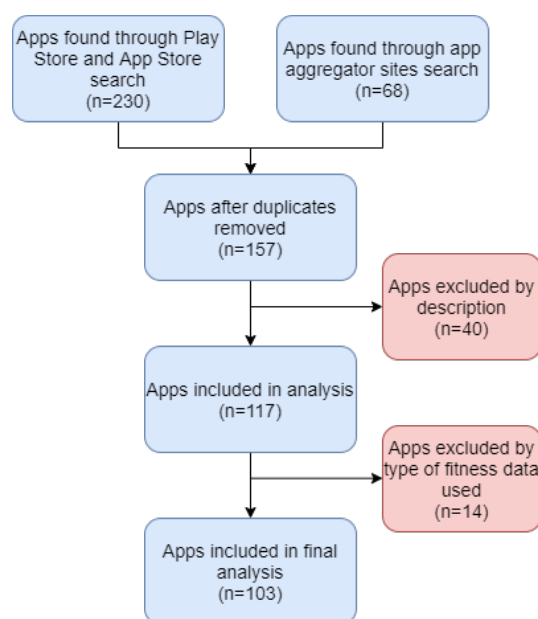 Apps found through Play
Store and App Store
search
(n=230)
Apps found through app
aggregator sites search
(n=68)
Apps after duplicates
removed
(n=157)
Apps excluded by
description
(n=40)
Apps included in analysis
(n=117)
Apps excluded by
type of fitness data
used
(n=14)
Apps included in final
analysis
(n=103)